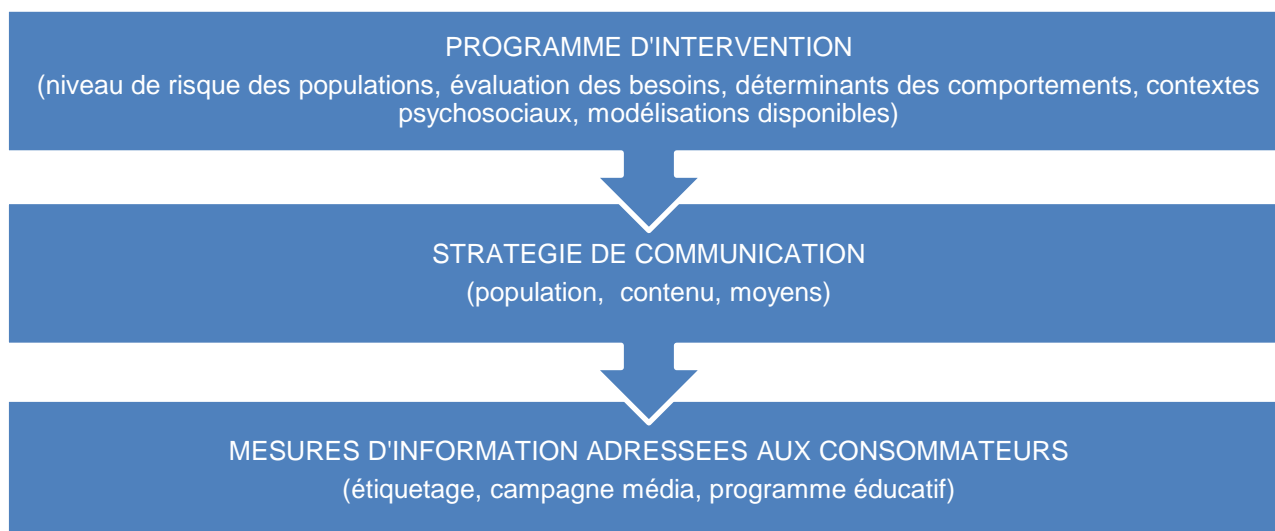 PROGRAMME D'INTERVENTION
(niveau de risque des populations, évaluation des besoins, déterminants des comportements, contextes
psychosociaux, modélisations disponibles)
STRATEGIE DE COMMUNICATION
(population, contenu, moyens)
MESURES D'INFORMATION ADRESSEES AUX CONSOMMATEURS
(étiquetage, campagne média, programme éducatif)